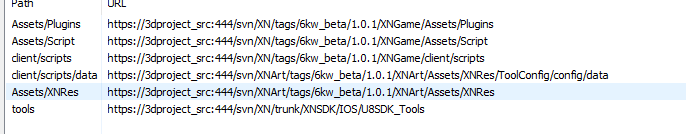 Path URL
Assets/Plugins https://3dproject_src:444/svn/XN/tags/6kw_beta/1.0.1/XNGame/Assets/Plugins
Assets/Script https://3dproject_src:444/svn/XN/tags/6kw_beta/1.0.1/XNGame/Assets/Script
client/scripts https://3dproject_src:444/svn/XN/tags/6kw_beta/1.0.1/XNGame/client/scripts
client/scripts/data https://3dproject_src:444/svn/XNArt/tags/6kw_beta/1.0.1/XNArt/Assets/XNRes/ToolConfig/config/data
Assets/XNRes https://3dproject_src:444/svn/XNArt/tags/6kw_beta/1.0.1/XNArt/Assets/XNRes
tools https://3dproject_src:444/svn/XN/trunk/XNSDK/IOS/U8SDK_Tools